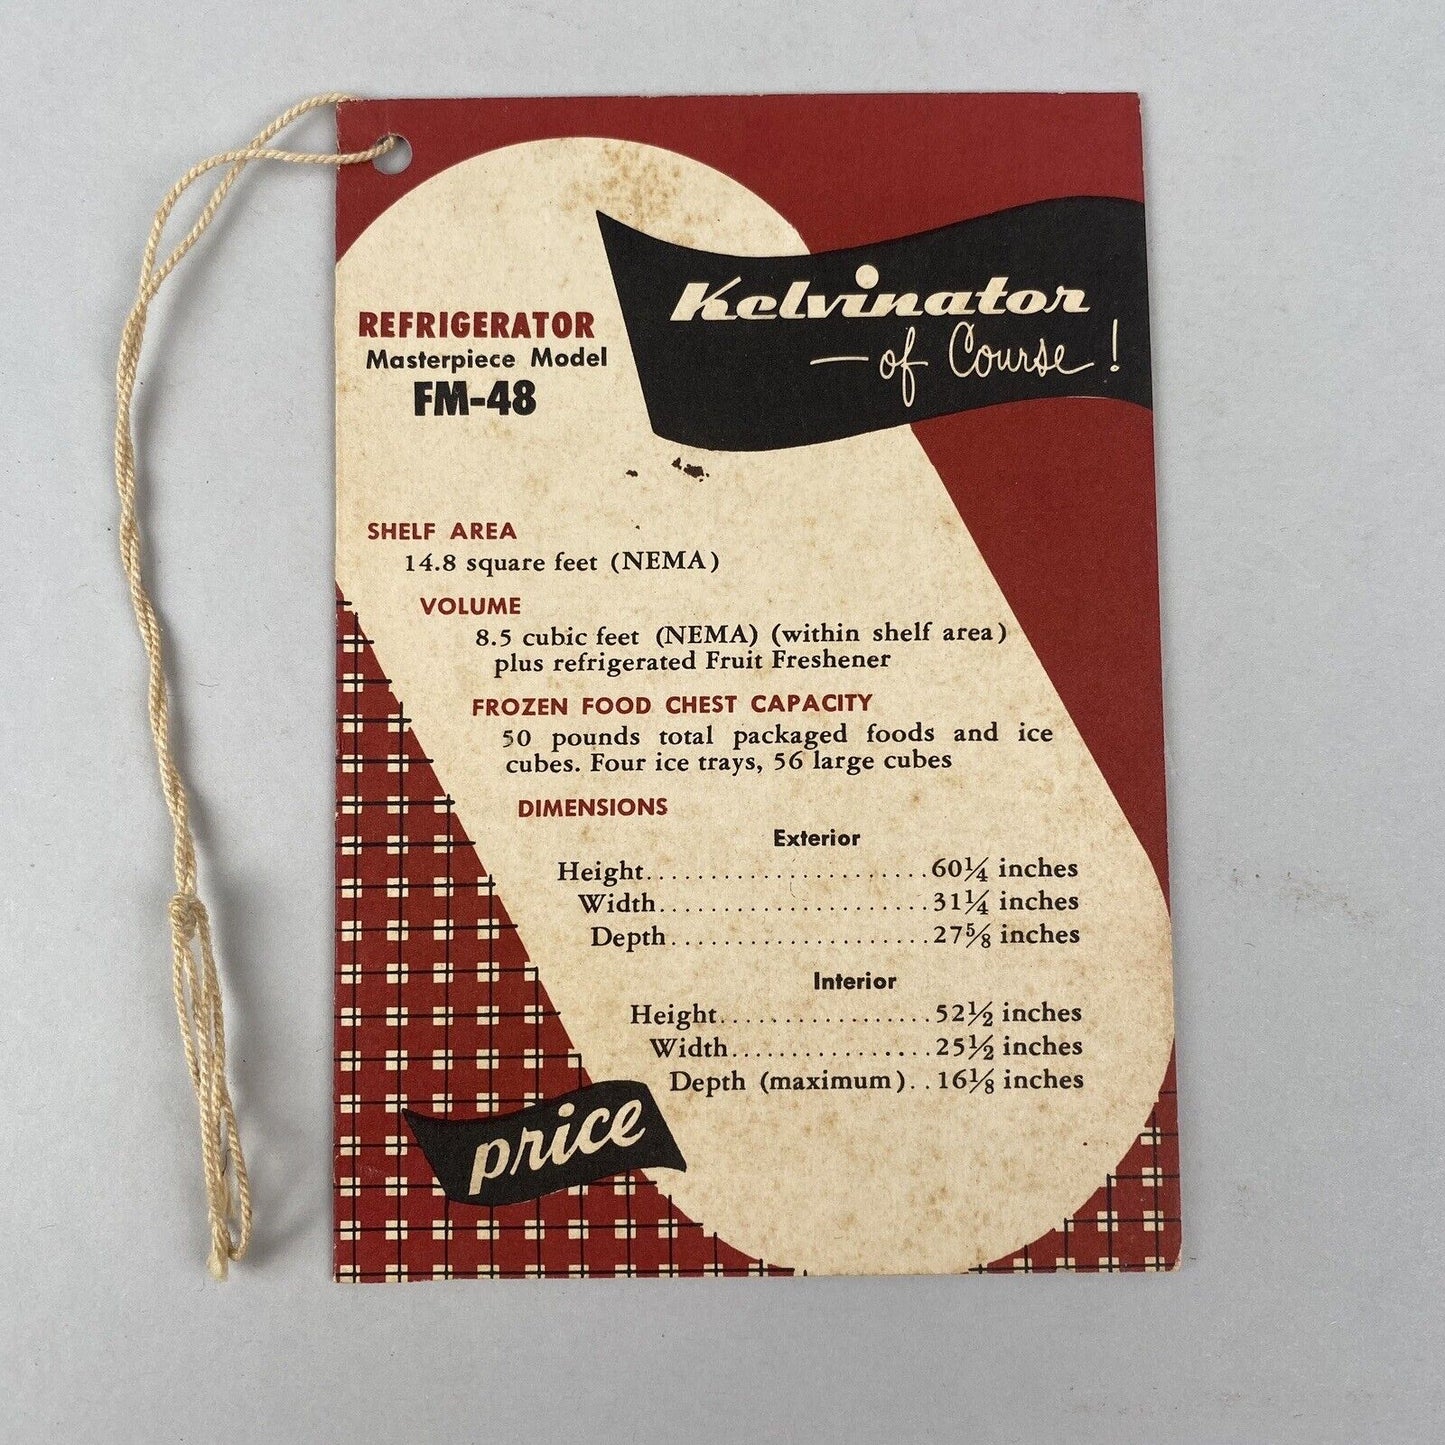 Kelvinator
— of Course!
REFRIGERATOR
Masterpiece Model
FM-48
SHELF AREA
14.8 square feet (NEMA)
VOLUME
8.5 cubic feet (NEMA) (within shelf area)
plus refrigerated Fruit Freshener
FROZEN FOOD CHEST CAPACITY
50 pounds total packaged foods and ice
cubes. Four ice trays, 56 large cubes
DIMENSIONS
Exterior
Height.......................60¼ inches
Width......................31¼ inches
Depth.....................27⅝ inches
Interior
Height..................52½ inches
Width.................25½ inches
Depth (maximum)..16⅛ inches
price